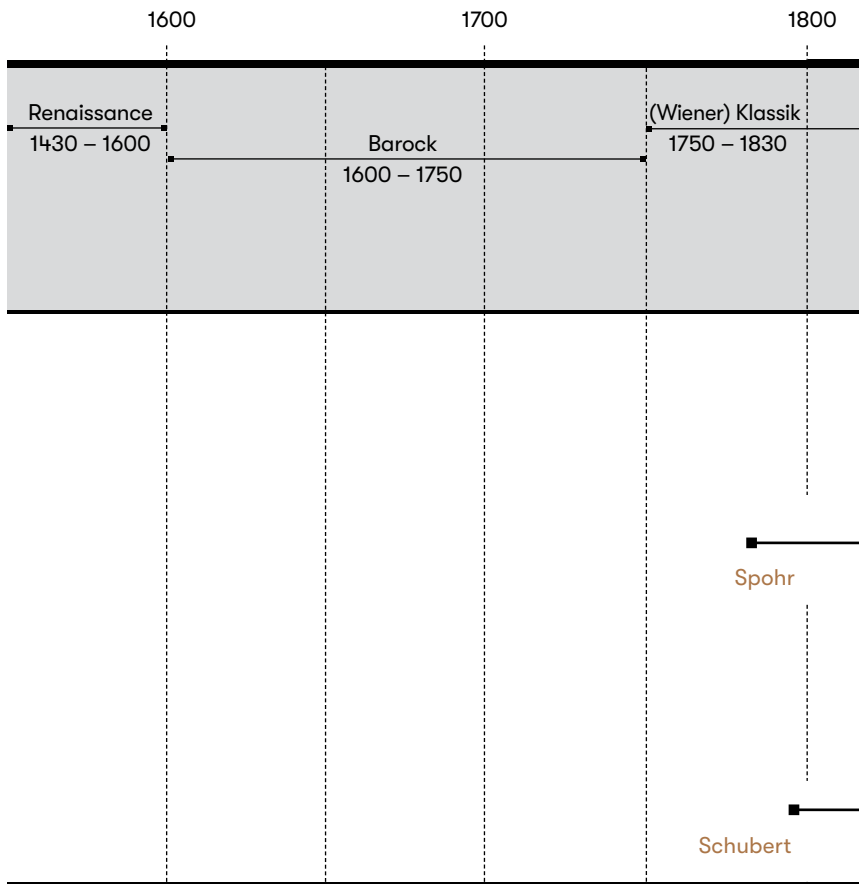 1600 1700 1800
Renaissance
1430 – 1600
Barock
1600 – 1750
(Wiener) Klassik
1750 – 1830
Spohr
Schubert